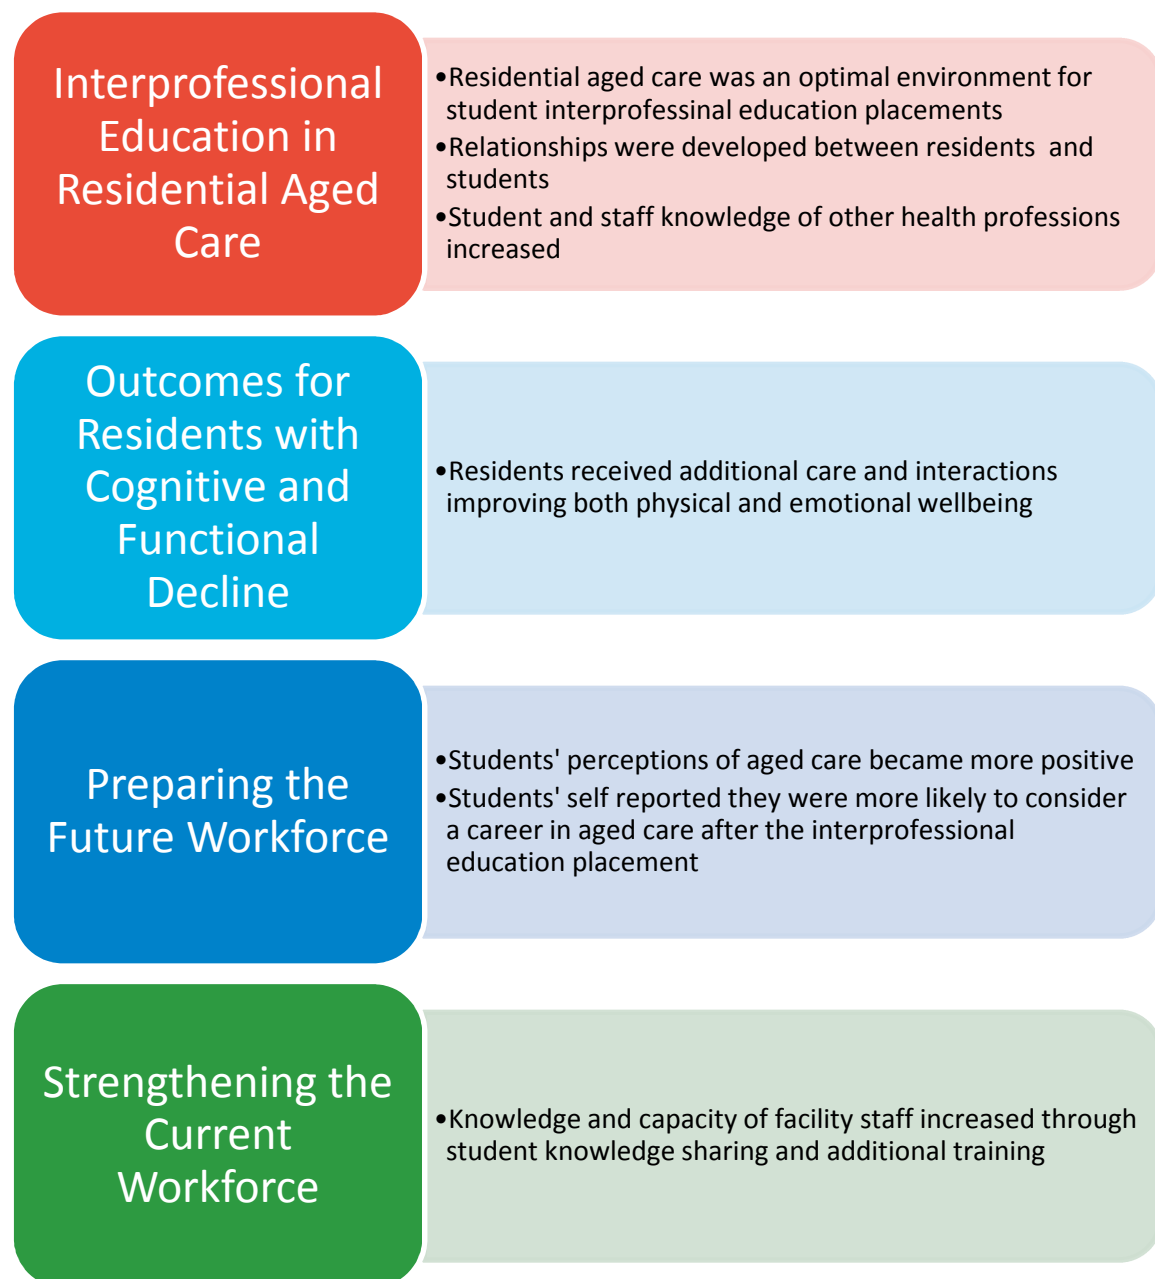 Interprofessional
Education in
Residential Aged
Care
•Residential aged care was an optimal environment for
student interprofessinal education placements
•Relationships were developed between residents  and
students
•Student and staff knowledge of other health professions
increased
Outcomes for
Residents with
Cognitive and
Functional
Decline
•Residents received additional care and interactions
improving both physical and emotional wellbeing
Preparing the
Future Workforce
•Students' perceptions of aged care became more positive
•Students' self reported they were more likely to consider
a career in aged care after the interprofessional
education placement
Strengthening the
Current
Workforce
•Knowledge and capacity of facility staff increased through
student knowledge sharing and additional training